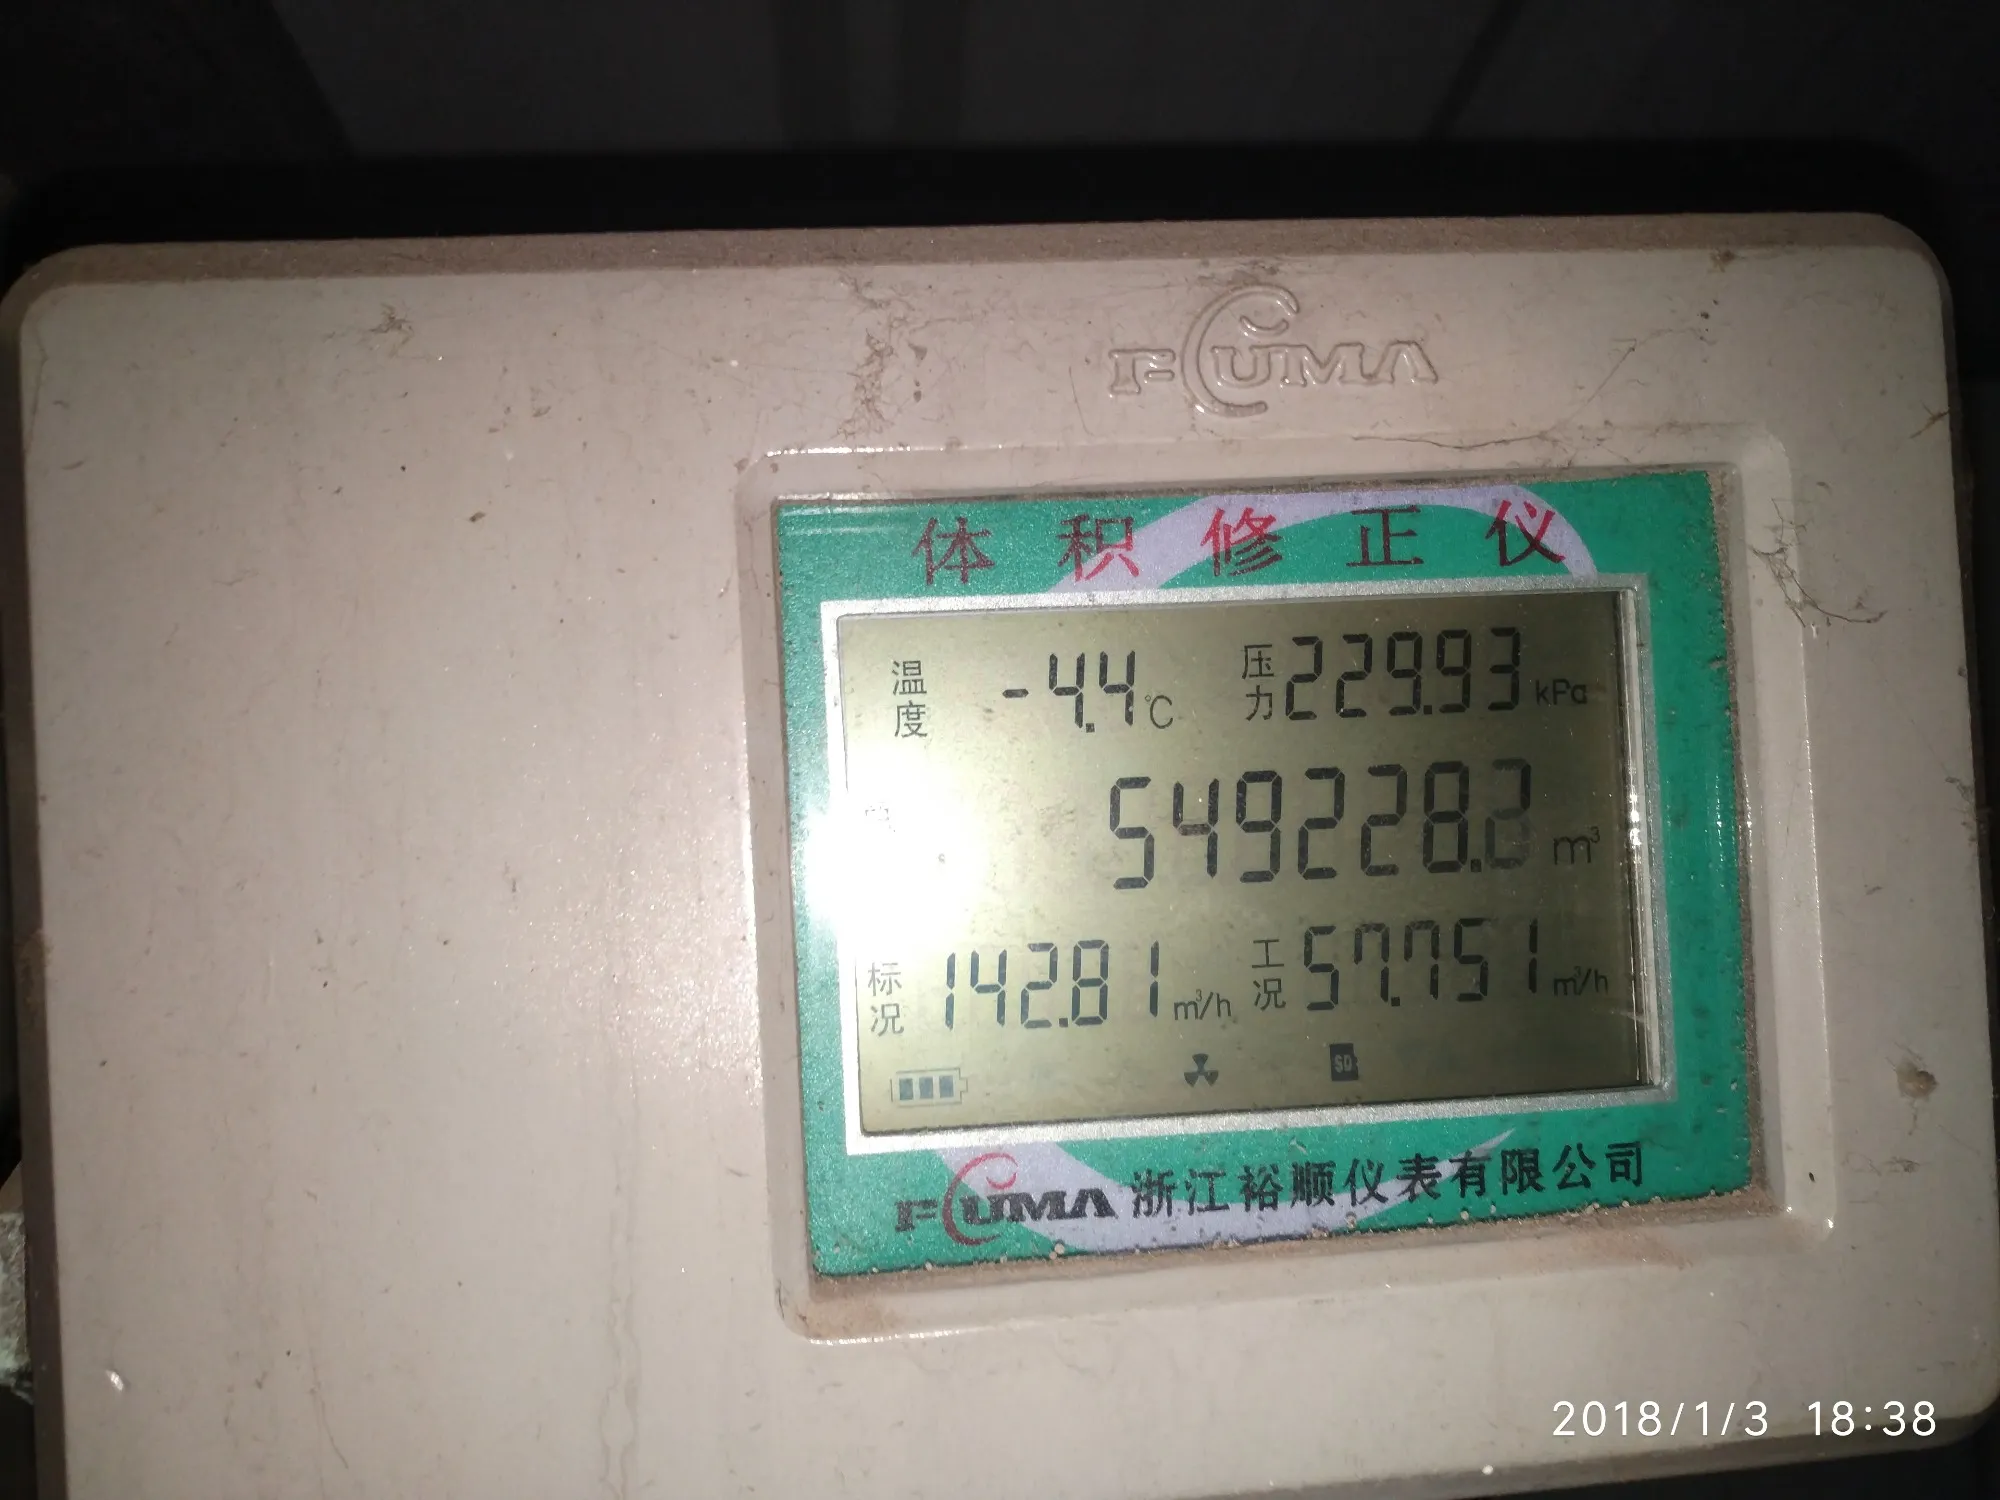 FCUMA
体积修正仪
温度 -4.4℃ 压力 229.93 kPa
549228. m³
标况 142.81 m³/h 工况 57.751 m³/h
SD
FCUMA 浙江裕顺仪表有限公司
2018/1/3 18:38